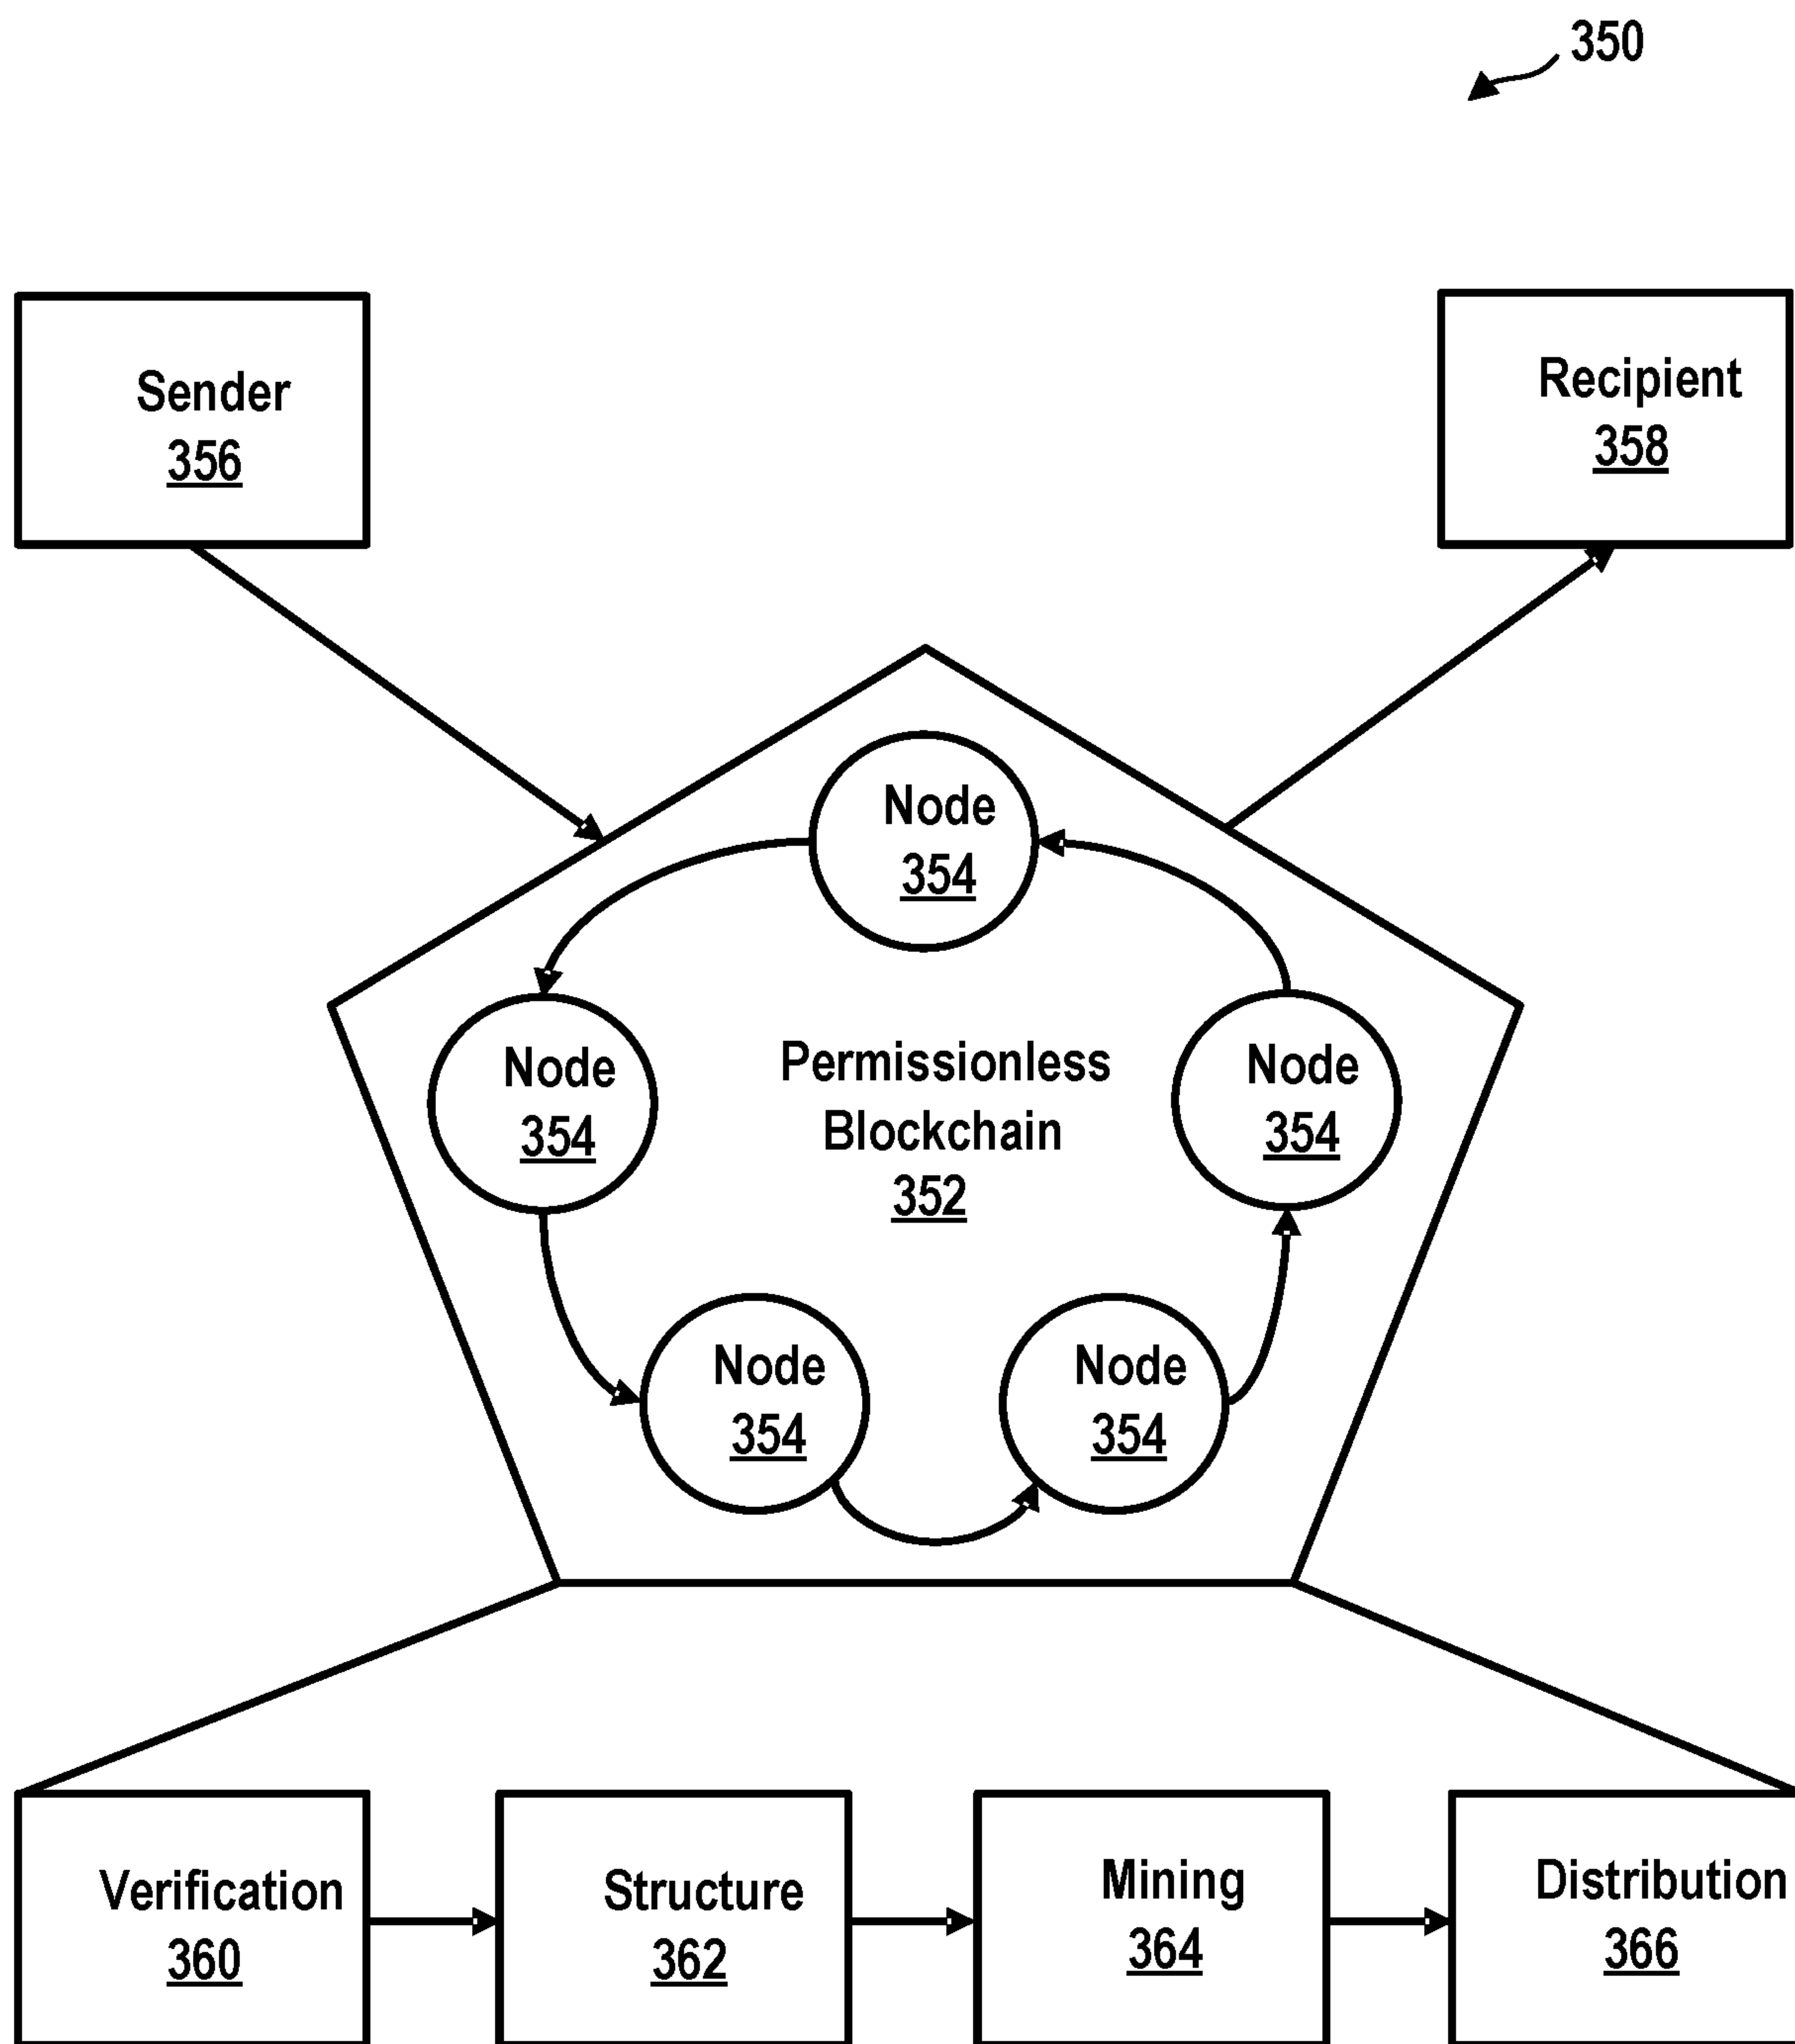 350
Sender
356
Recipient
358
Node
354
Node
354
Permissionless
Blockchain
352
Node
354
Node
354
Node
354
Verification
360
Structure
362
Mining
364
Distribution
366